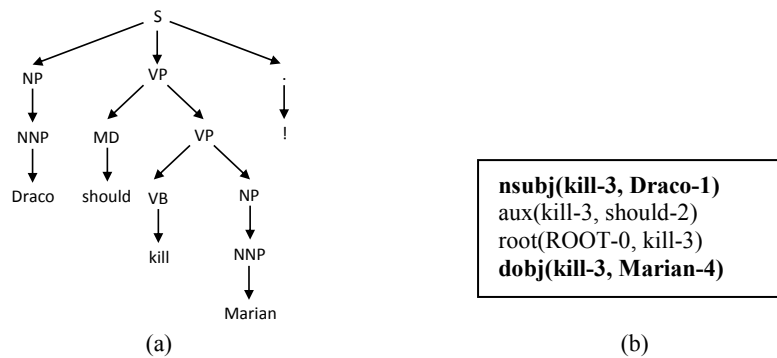 S
NP VP .
NNP MD VP !
Draco should VB NP
kill NNP
Marian
nsubj(kill-3, Draco-1)
aux(kill-3, should-2)
root(ROOT-0, kill-3)
dobj(kill-3, Marian-4)
(a) (b)